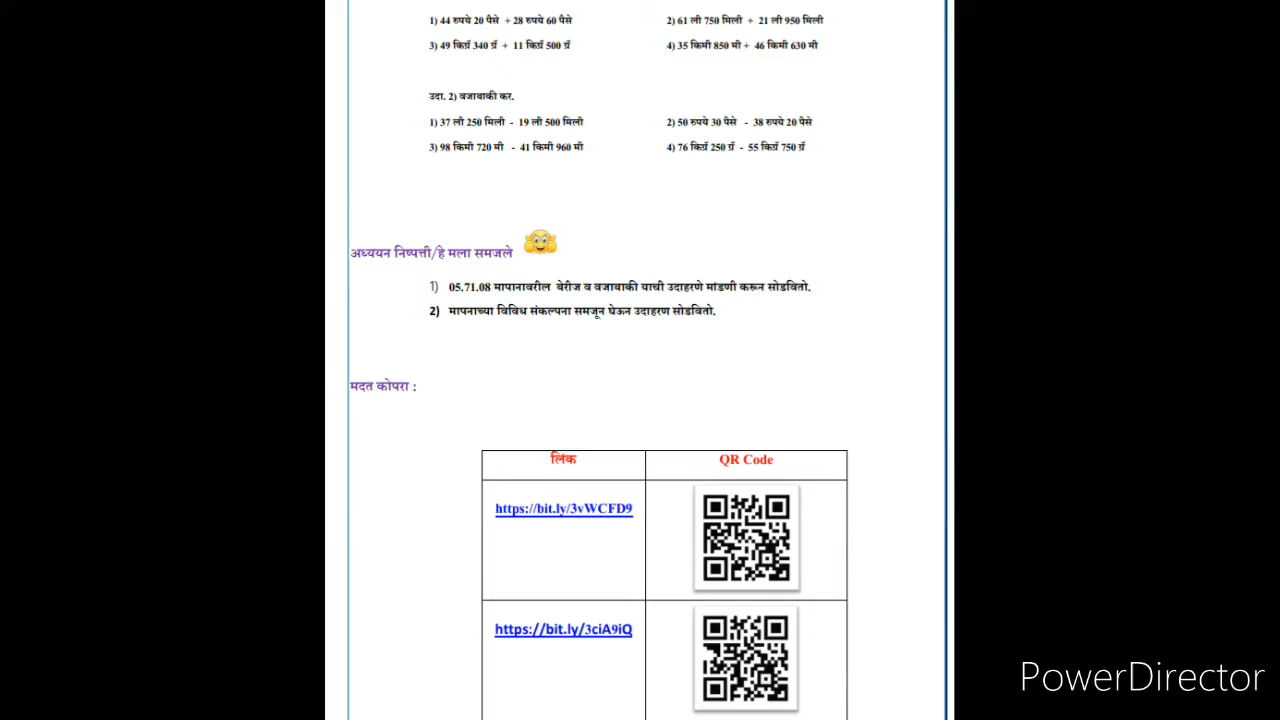 1) 44 रुपये 20 पैसे + 28 रुपये 60 पैसे 2) 61 ली 750 मिली + 21 ली 950 मिली
3) 49 किग्रॅ 340 ग्रॅ + 11 किग्रॅ 500 ग्रॅ 4) 35 किमी 850 मी + 46 किमी 630 मी
उदा. 2) वजाबाकी कर.
1) 37 ली 250 मिली - 19 ली 500 मिली 2) 50 रुपये 30 पैसे - 38 रुपये 20 पैसे
3) 98 किमी 720 मी - 41 किमी 960 मी 4) 76 किग्रॅ 250 ग्रॅ - 55 किग्रॅ 750 ग्रॅ
अध्ययन निष्पत्ती/हे मला समजले
1) 05.71.08 मापानावरील बेरीज व वजाबाकी याची उदाहरणे मांडणी करून सोडवितो.
2) मापनाच्या विविध संकल्पना समजून घेऊन उदाहरण सोडवितो.
मदत कोपरा :
लिंक QR Code
https://bit.ly/3vWCFD9
https://bit.ly/3ciA9iQ
PowerDirector